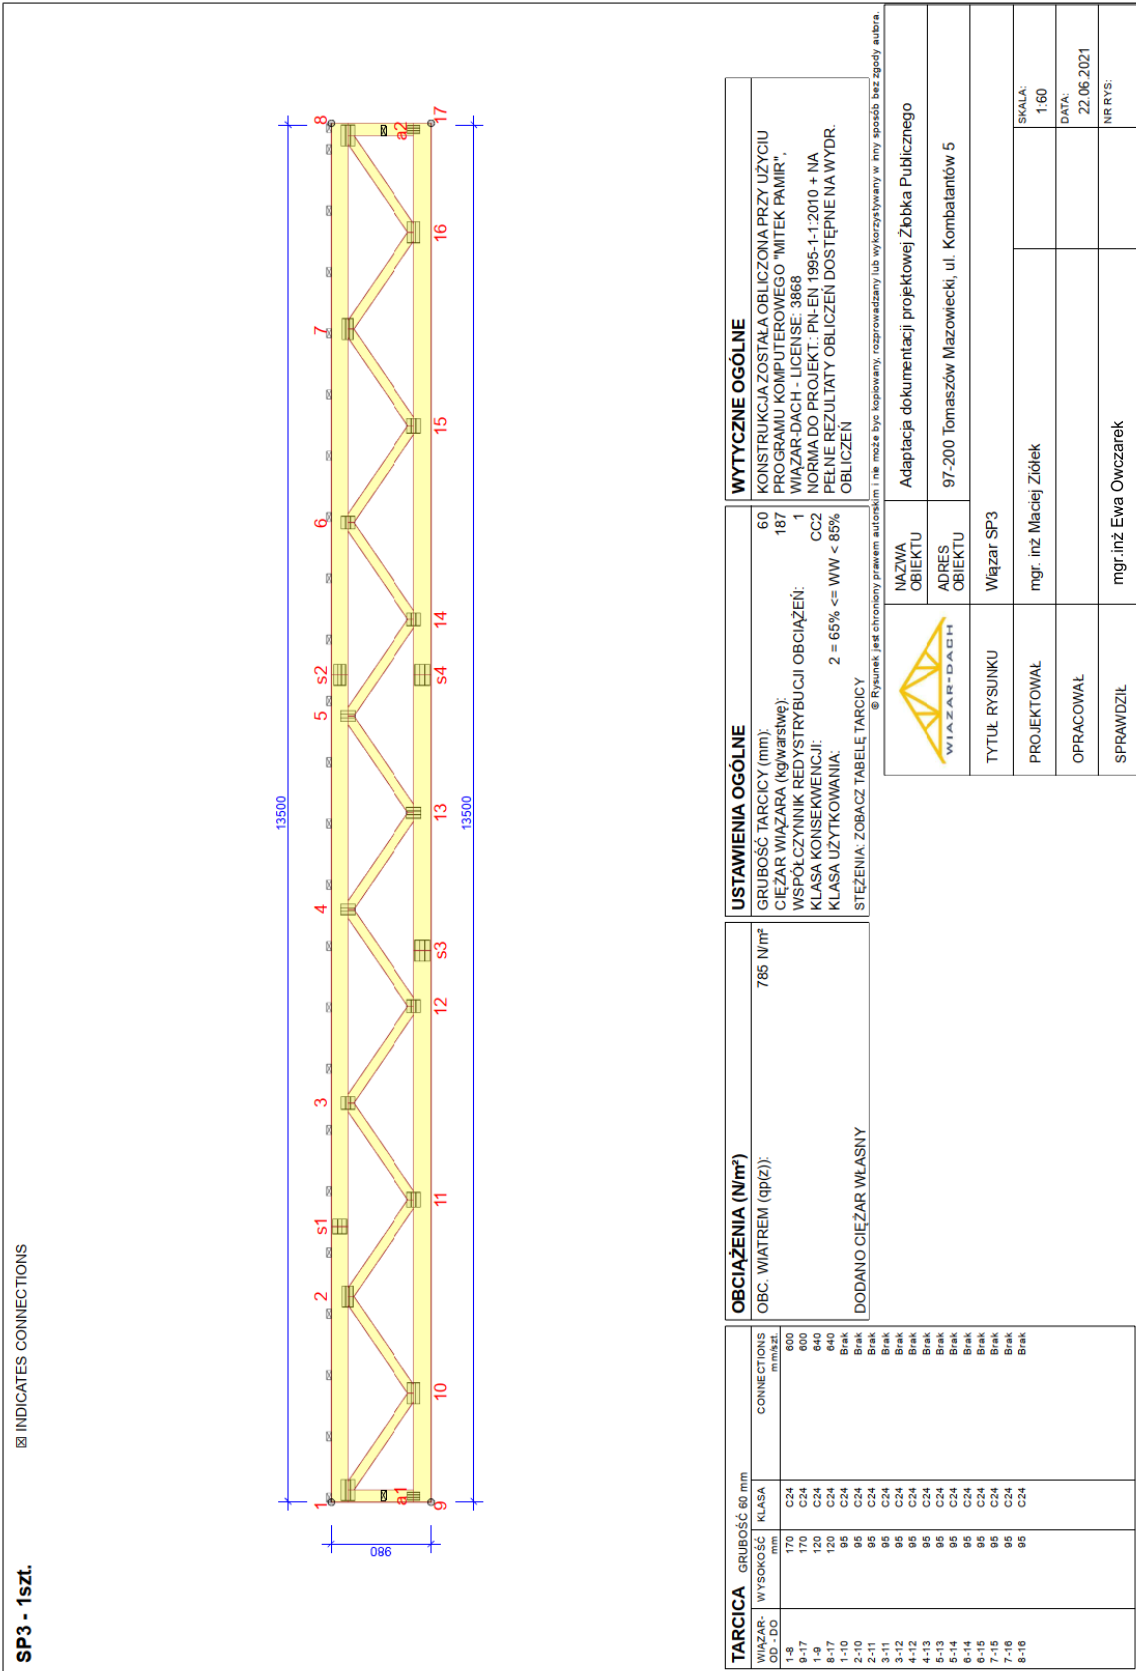 SP3 - 1szt.
☒ INDICATES CONNECTIONS
13500
1
s1
2
3
4
5
s2
6
7
8
980
a1
a2
9
10
11
12
s3
13
14
s4
15
16
17
13500
TARCICA GRUBOŚĆ 60 mm
WIĄZAR- OD - DO WYSOKOŚĆ mm KLASA CONNECTIONS mm/szt.
1-8 170 C24 600
9-17 170 C24 600
1-9 120 C24 640
8-17 120 C24 640
1-10 95 C24 Brak
2-10 95 C24 Brak
2-11 95 C24 Brak
3-11 95 C24 Brak
3-12 95 C24 Brak
4-12 95 C24 Brak
4-13 95 C24 Brak
5-13 95 C24 Brak
5-14 95 C24 Brak
6-14 95 C24 Brak
6-15 95 C24 Brak
7-15 95 C24 Brak
7-16 95 C24 Brak
8-16 95 C24 Brak
OBCIĄŻENIA (N/m²)
OBC. WIATREM (qp(z)): 785 N/m²
DODANO CIĘŻAR WŁASNY
USTAWIENIA OGÓLNE
GRUBOŚĆ TARCICY (mm): 60
CIĘŻAR WIĄZARA (kg/warstwę): 187
WSPÓŁCZYNNIK REDYSTRYBUCJI OBCIĄŻEŃ: 1
KLASA KONSEKWENCJI: CC2
KLASA UŻYTKOWANIA: 2 = 65% <= WW < 85%
STĘŻENIA: ZOBACZ TABELĘ TARCICY
WYTYCZNE OGÓLNE
KONSTRUKCJA ZOSTAŁA OBLICZONA PRZY UŻYCIU
PROGRAMU KOMPUTEROWEGO "MITEK PAMIR",
WIĄZAR-DACH - LICENSE: 3868
NORMA DO PROJEKT.: PN-EN 1995-1-1:2010 + NA
PEŁNE REZULTATY OBLICZEŃ DOSTĘPNE NA WYDR.
OBLICZEŃ
© Rysunek jest chroniony prawem autorskim i nie może być kopiowany, rozprowadzany lub wykorzystywany w inny sposób bez zgody autora.
WIAZAR-DACH
NAZWA OBIEKTU Adaptacja dokumentacji projektowej Żłobka Publicznego
ADRES OBIEKTU 97-200 Tomaszów Mazowiecki, ul. Kombatantów 5
TYTUŁ RYSUNKU Wiązar SP3
PROJEKTOWAŁ mgr. inż Maciej Ziółek
SKALA: 1:60
OPRACOWAŁ
DATA: 22.06.2021
SPRAWDZIŁ mgr.inż Ewa Owczarek
NR RYS: